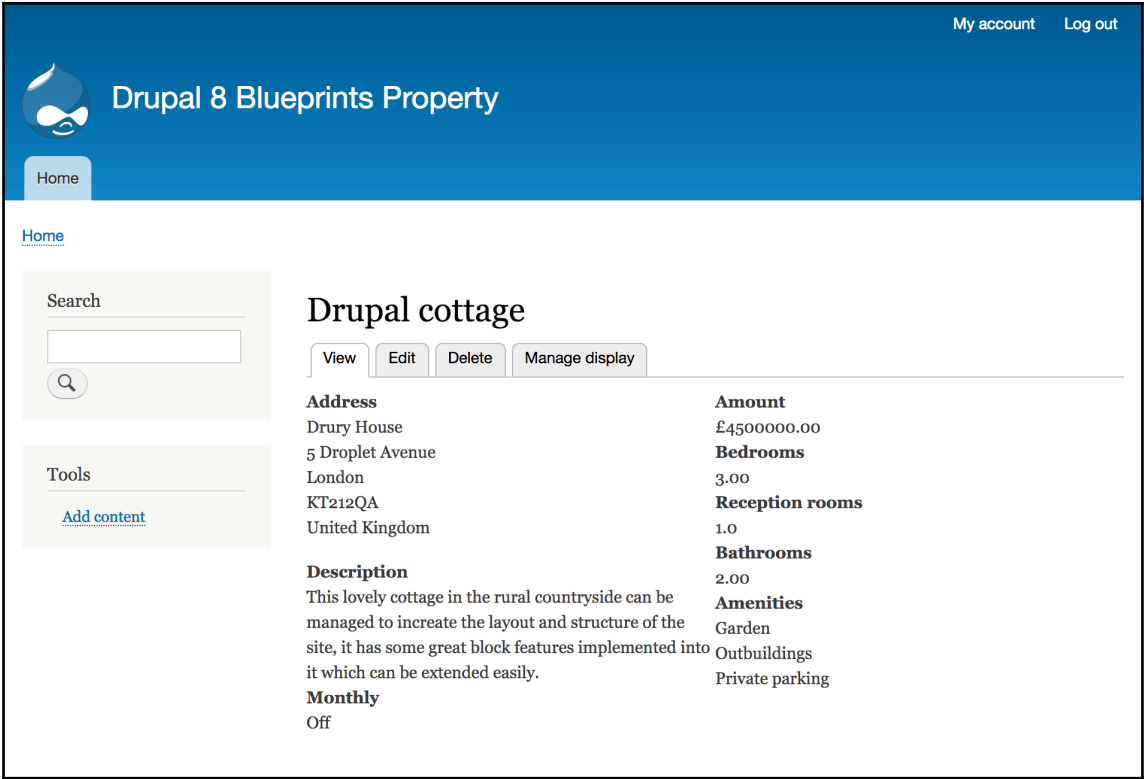 My account Log out
Drupal 8 Blueprints Property
Home
Home
Search
Tools
Add content
Drupal cottage
View Edit Delete Manage display
Address
Drury House
5 Droplet Avenue
London
KT212QA
United Kingdom
Description
This lovely cottage in the rural countryside can be
managed to increate the layout and structure of the
site, it has some great block features implemented into
it which can be extended easily.
Monthly
Off
Amount
£4500000.00
Bedrooms
3.00
Reception rooms
1.0
Bathrooms
2.00
Amenities
Garden
Outbuildings
Private parking